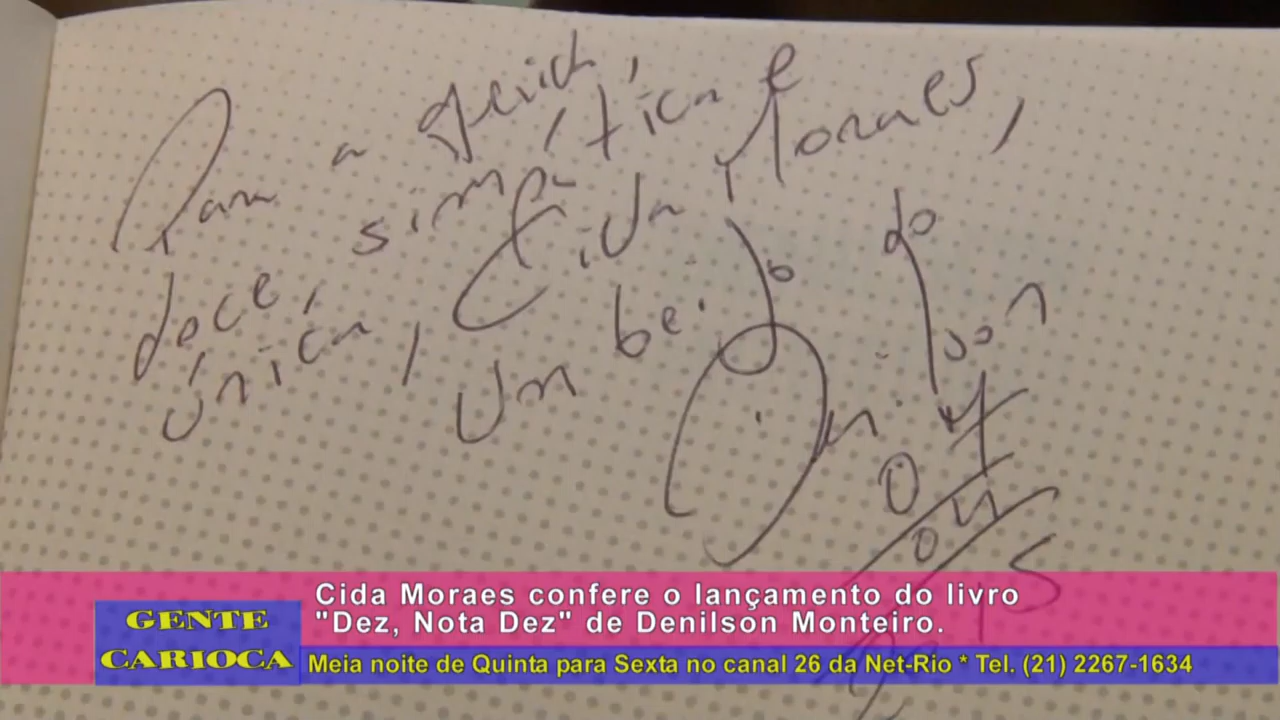 Para a querida,
doce, simpática e
única, Cida Moraes,
Um beijo do
Denilson
04
Cida Moraes confere o lançamento do livro
"Dez, Nota Dez" de Denilson Monteiro.
GENTE
CARIOCA
Meia noite de Quinta para Sexta no canal 26 da Net-Rio * Tel. (21) 2267-1634